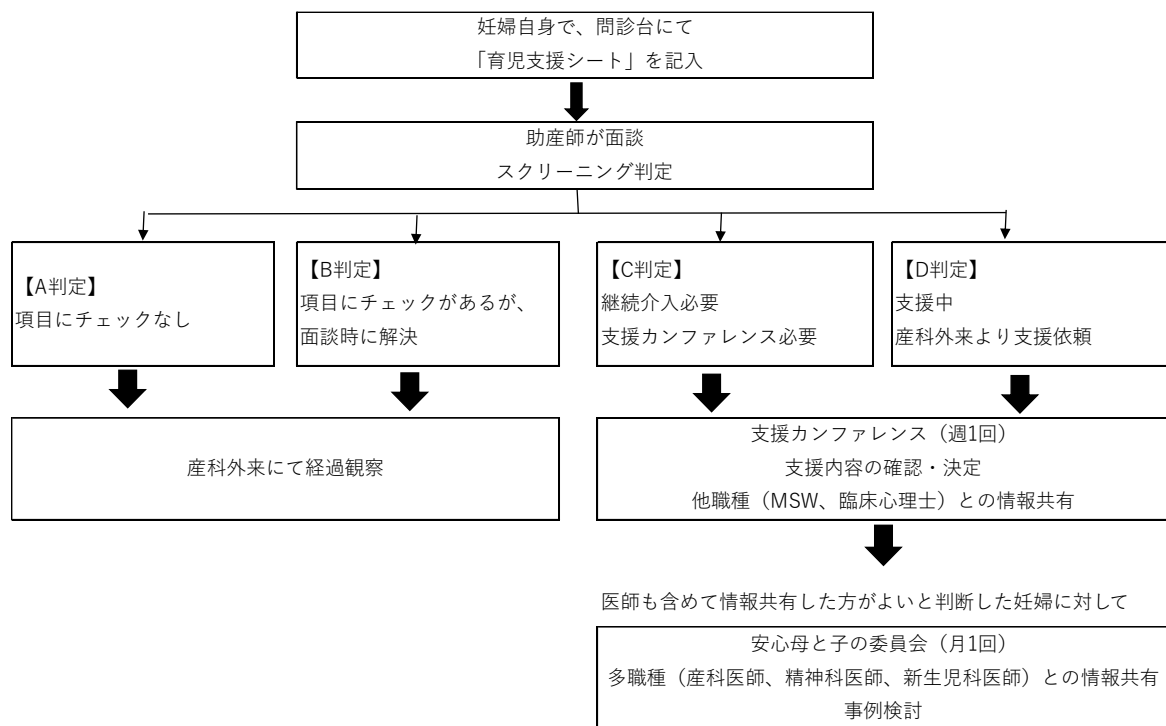 妊婦自身で、問診台にて
「育児支援シート」を記入
助産師が面談
スクリーニング判定
【A判定】
項目にチェックなし
【B判定】
項目にチェックがあるが、
面談時に解決
【C判定】
継続介入必要
支援カンファレンス必要
【D判定】
支援中
産科外来より支援依頼
産科外来にて経過観察
支援カンファレンス（週1回）
支援内容の確認・決定
他職種（MSW、臨床心理士）との情報共有
医師も含めて情報共有した方がよいと判断した妊婦に対して
安心母と子の委員会（月1回）
多職種（産科医師、精神科医師、新生児科医師）との情報共有
事例検討